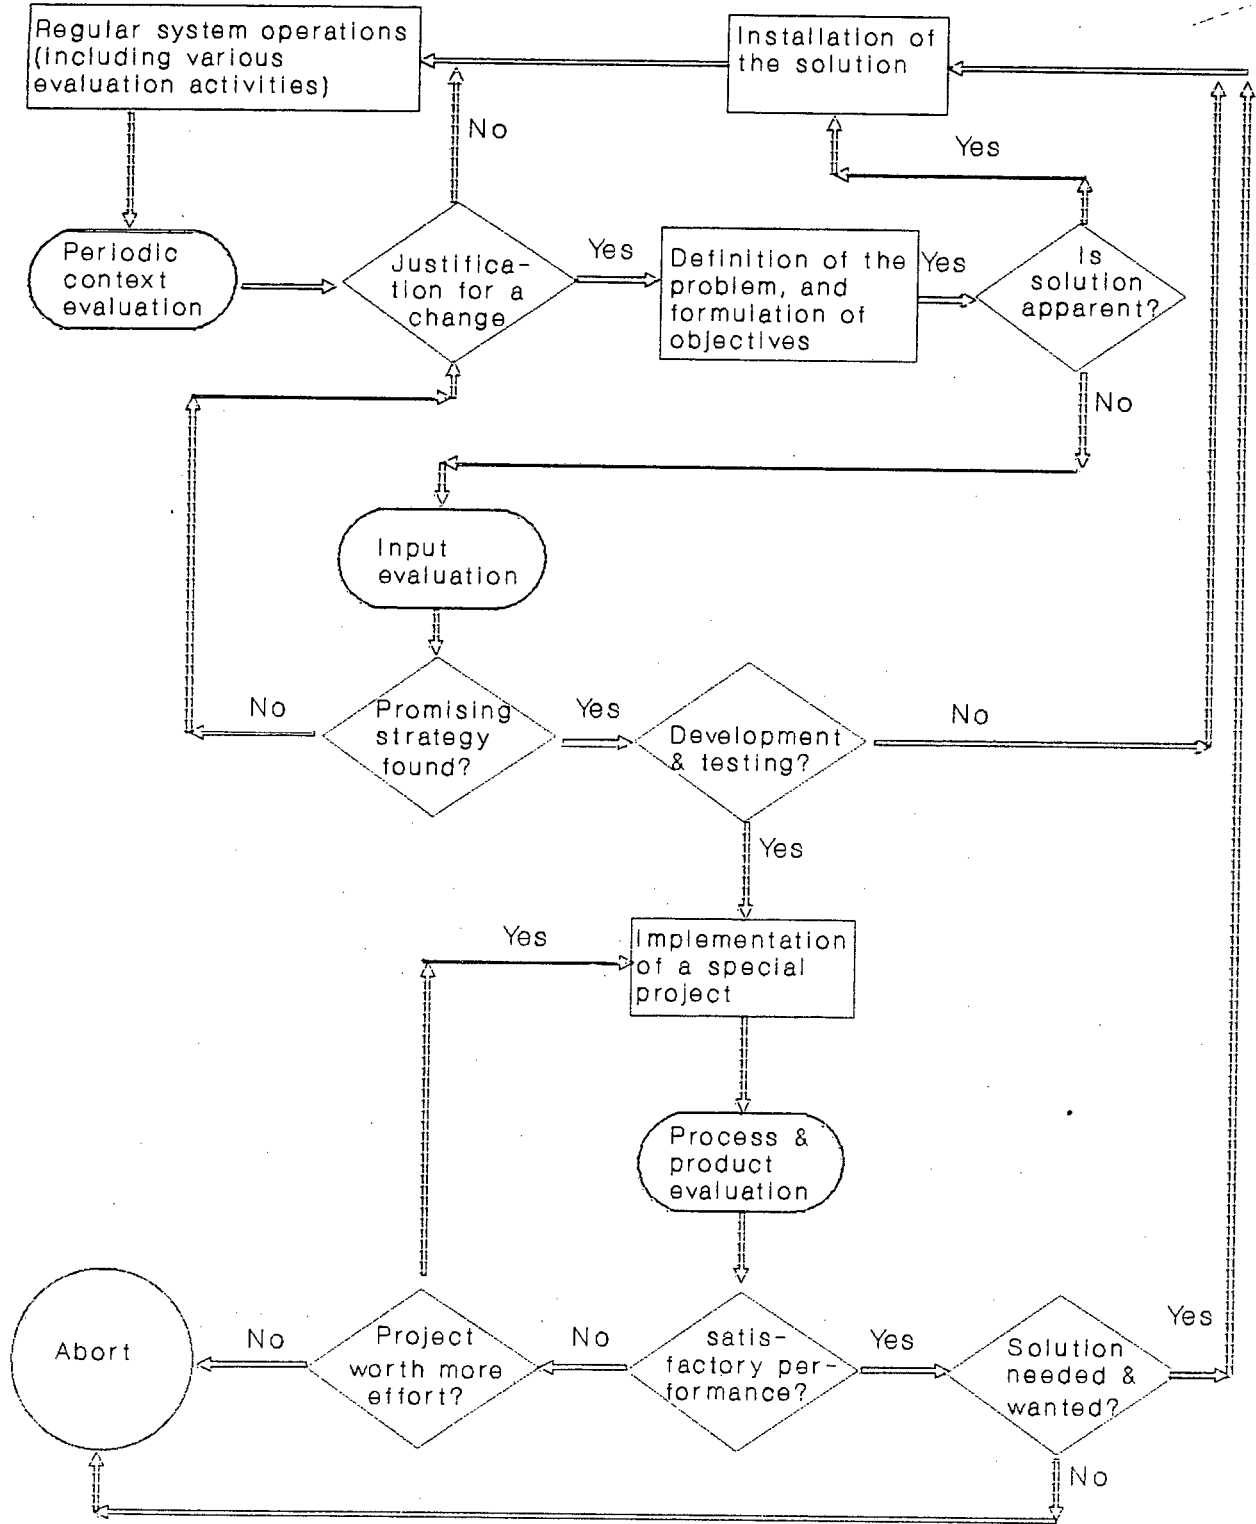 Regular system operations
(including various
evaluation activities)
Installation of
the solution
No
Yes
Periodic
context
evaluation
Justifica-
tion for a
change
Yes
Definition of the
problem, and
formulation of
objectives
Yes
Is
solution
apparent?
No
Input
evaluation
No
Promising
strategy
found?
Yes
Development
& testing?
No
Yes
Yes
Implementation
of a special
project
Process &
product
evaluation
Abort
No
Project
worth more
effort?
No
satis-
factory per-
formance?
Yes
Solution
needed &
wanted?
Yes
No